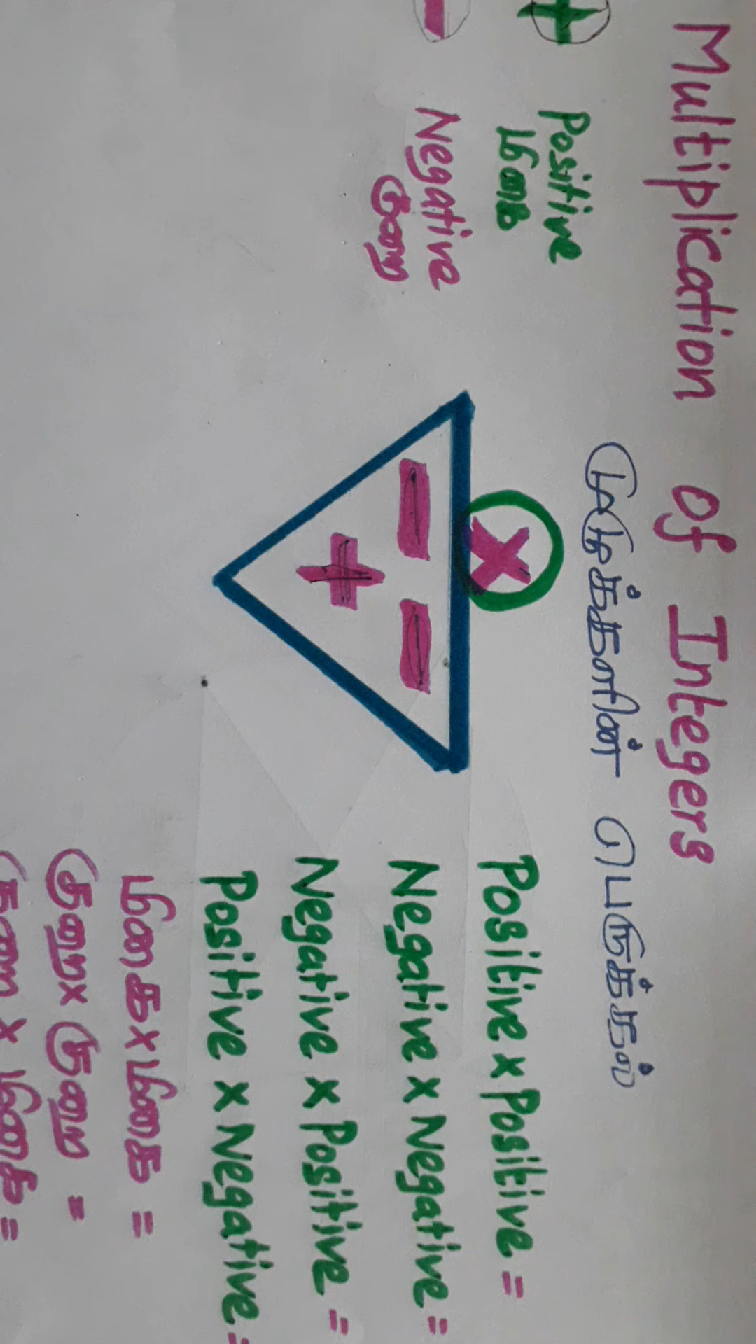 Multiplication of Integers
முழுக்களின் பெருக்கல்
+ Positive
மிகை
- Negative
குறை
×
- -
+
Positive × Positive =
Negative × Negative =
Negative × Positive =
Positive × Negative =
மிகை × மிகை =
குறை × குறை =
குறை × மிகை =